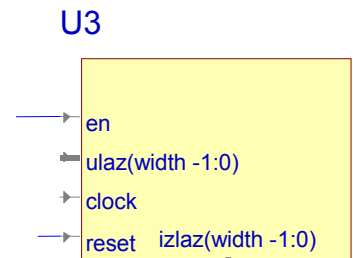 U3
en
ulaz(width -1:0)
clock
reset izlaz(width -1:0)